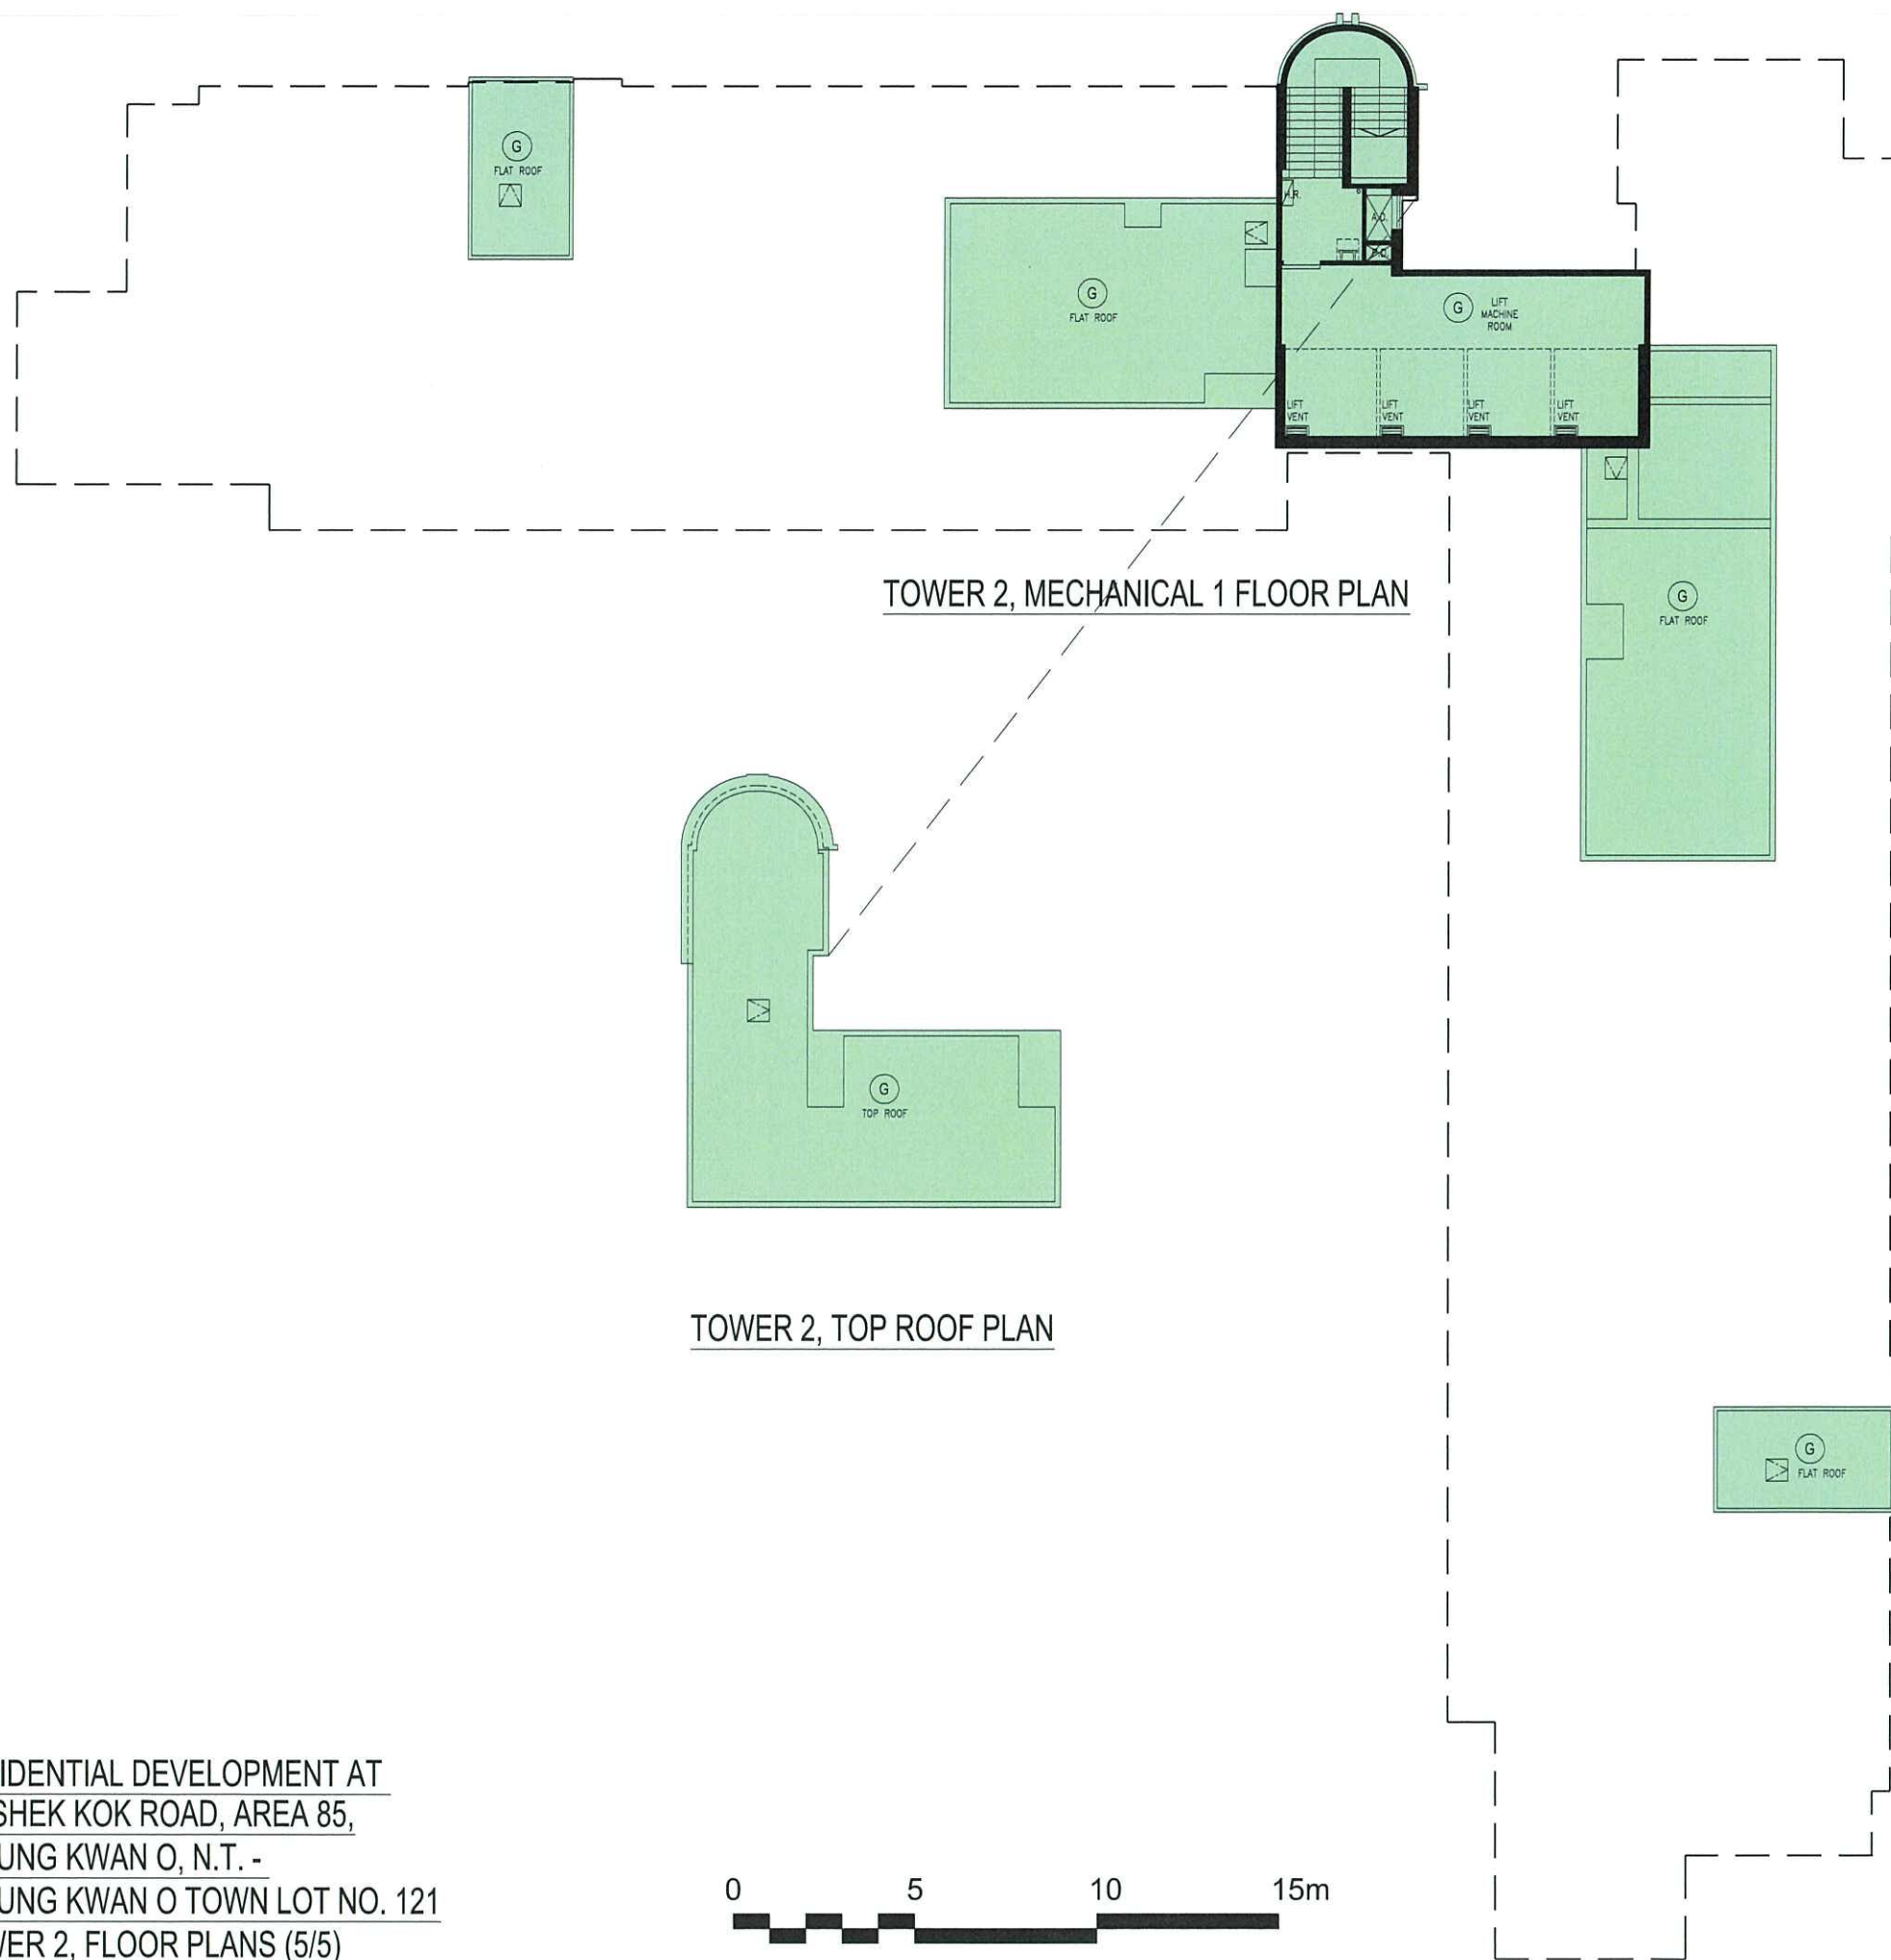 G
FLAT ROOF
H.R.
A.D.
G
FLAT ROOF
G
LIFT
MACHINE
ROOM
LIFT
VENT
LIFT
VENT
LIFT
VENT
LIFT
VENT
TOWER 2, MECHANICAL 1 FLOOR PLAN
G
FLAT ROOF
G
TOP ROOF
TOWER 2, TOP ROOF PLAN
G
FLAT ROOF
IDENTIAL DEVELOPMENT AT
SHEK KOK ROAD, AREA 85,
UNG KWAN O, N.T. -
UNG KWAN O TOWN LOT NO. 121
WER 2, FLOOR PLANS (5/5)
0 5 10 15m